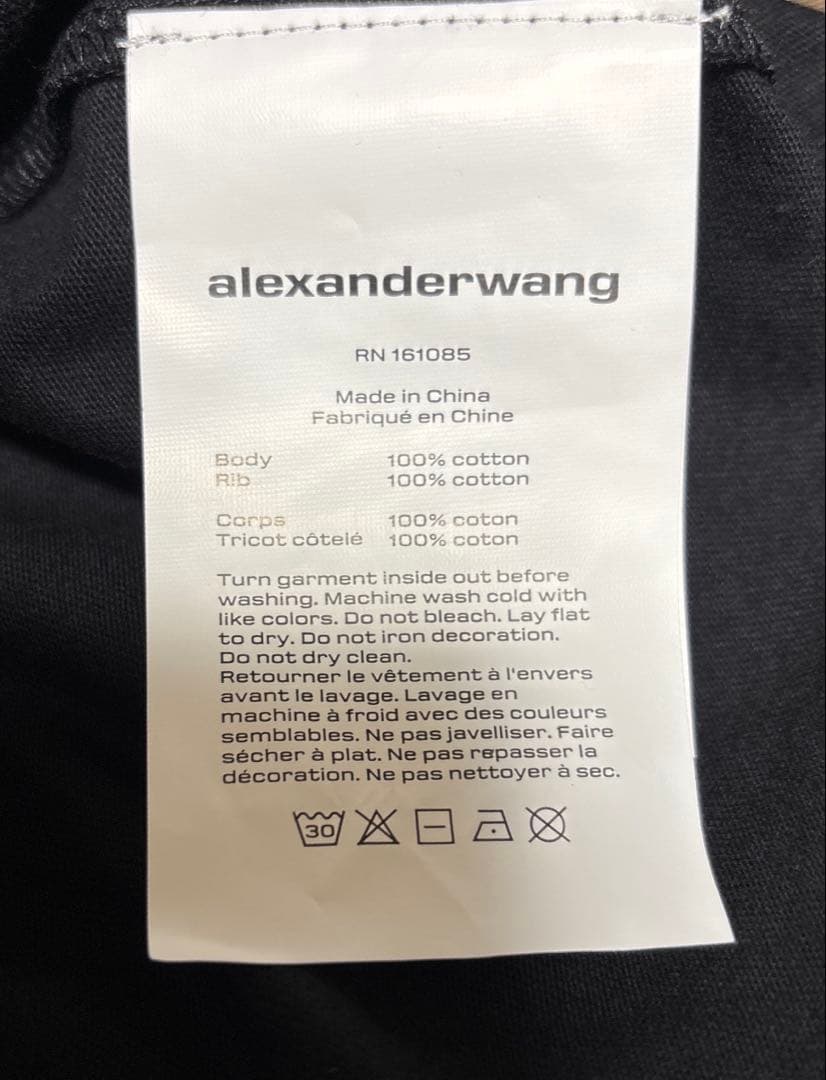 alexanderwang
RN 161085
Made in China
Fabriqué en Chine
Body 100% cotton
Rib 100% cotton
Corps 100% coton
Tricot côtelé 100% coton
Turn garment inside out before
washing. Machine wash cold with
like colors. Do not bleach. Lay flat
to dry. Do not iron decoration.
Do not dry clean.
Retourner le vêtement à l'envers
avant le lavage. Lavage en
machine à froid avec des couleurs
semblables. Ne pas javelliser. Faire
sécher à plat. Ne pas repasser la
décoration. Ne pas nettoyer à sec.
30